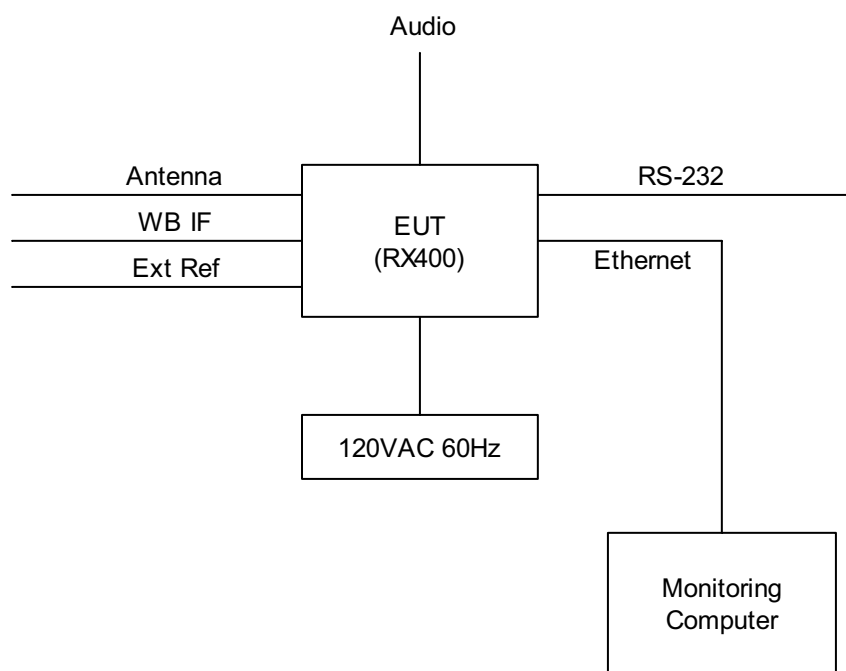 Audio
Antenna
RS-232
WB IF
EUT
(RX400)
Ethernet
Ext Ref
120VAC 60Hz
Monitoring
Computer